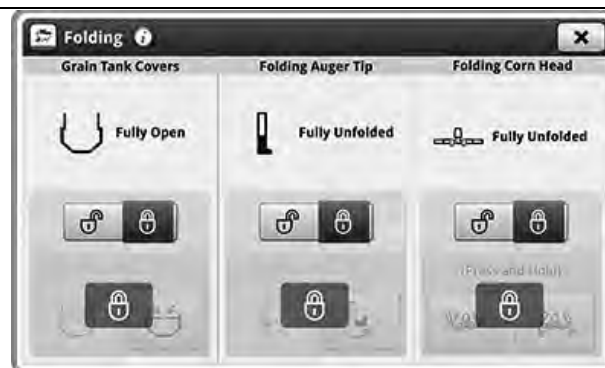 Folding
Grain Tank Covers
Fully Open
Folding Auger Tip
Fully Unfolded
Folding Corn Head
Fully Unfolded
(Press and Hold)